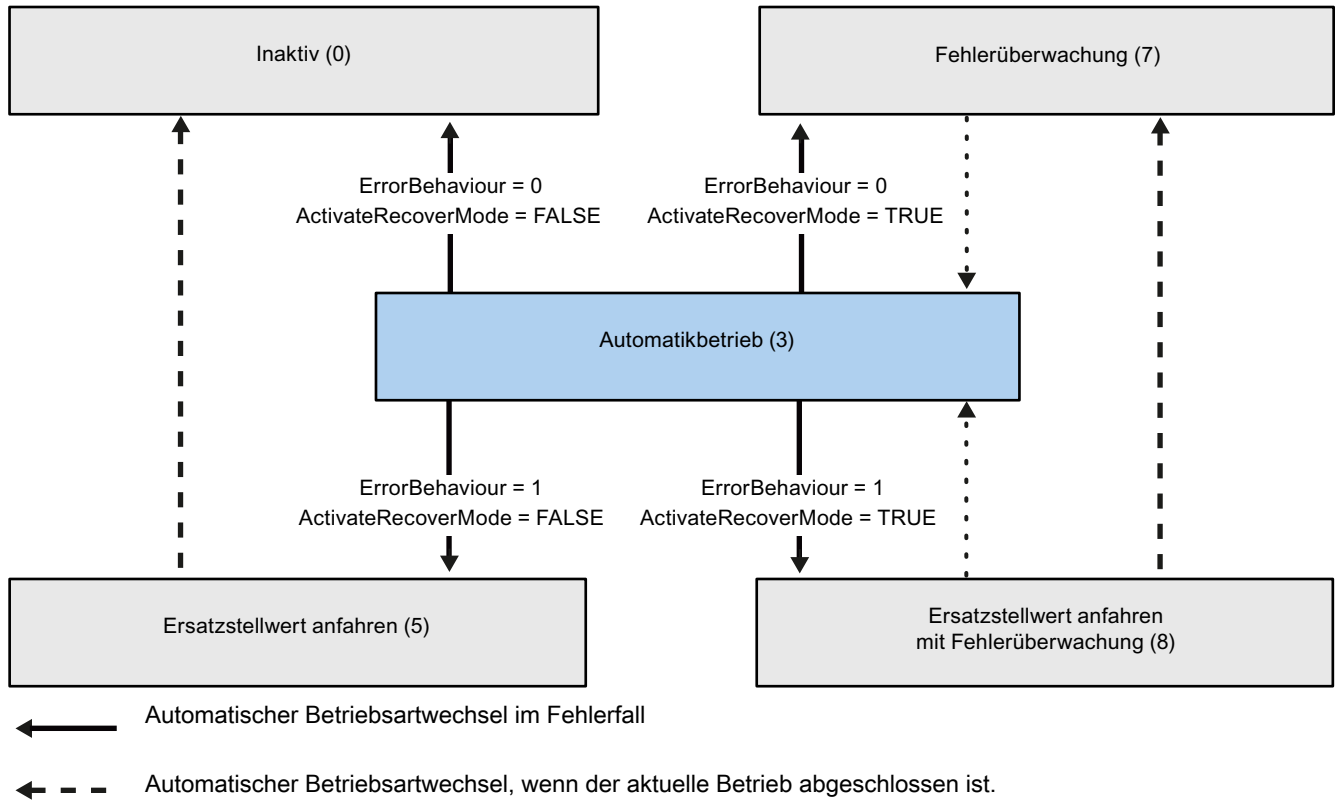 Inaktiv (0)
Fehlerüberwachung (7)
ErrorBehaviour = 0
ActivateRecoverMode = FALSE
ErrorBehaviour = 0
ActivateRecoverMode = TRUE
Automatikbetrieb (3)
ErrorBehaviour = 1
ActivateRecoverMode = FALSE
ErrorBehaviour = 1
ActivateRecoverMode = TRUE
Ersatzstellwert anfahren (5)
Ersatzstellwert anfahren
mit Fehlerüberwachung (8)
Automatischer Betriebsartwechsel im Fehlerfall
Automatischer Betriebsartwechsel, wenn der aktuelle Betrieb abgeschlossen ist.